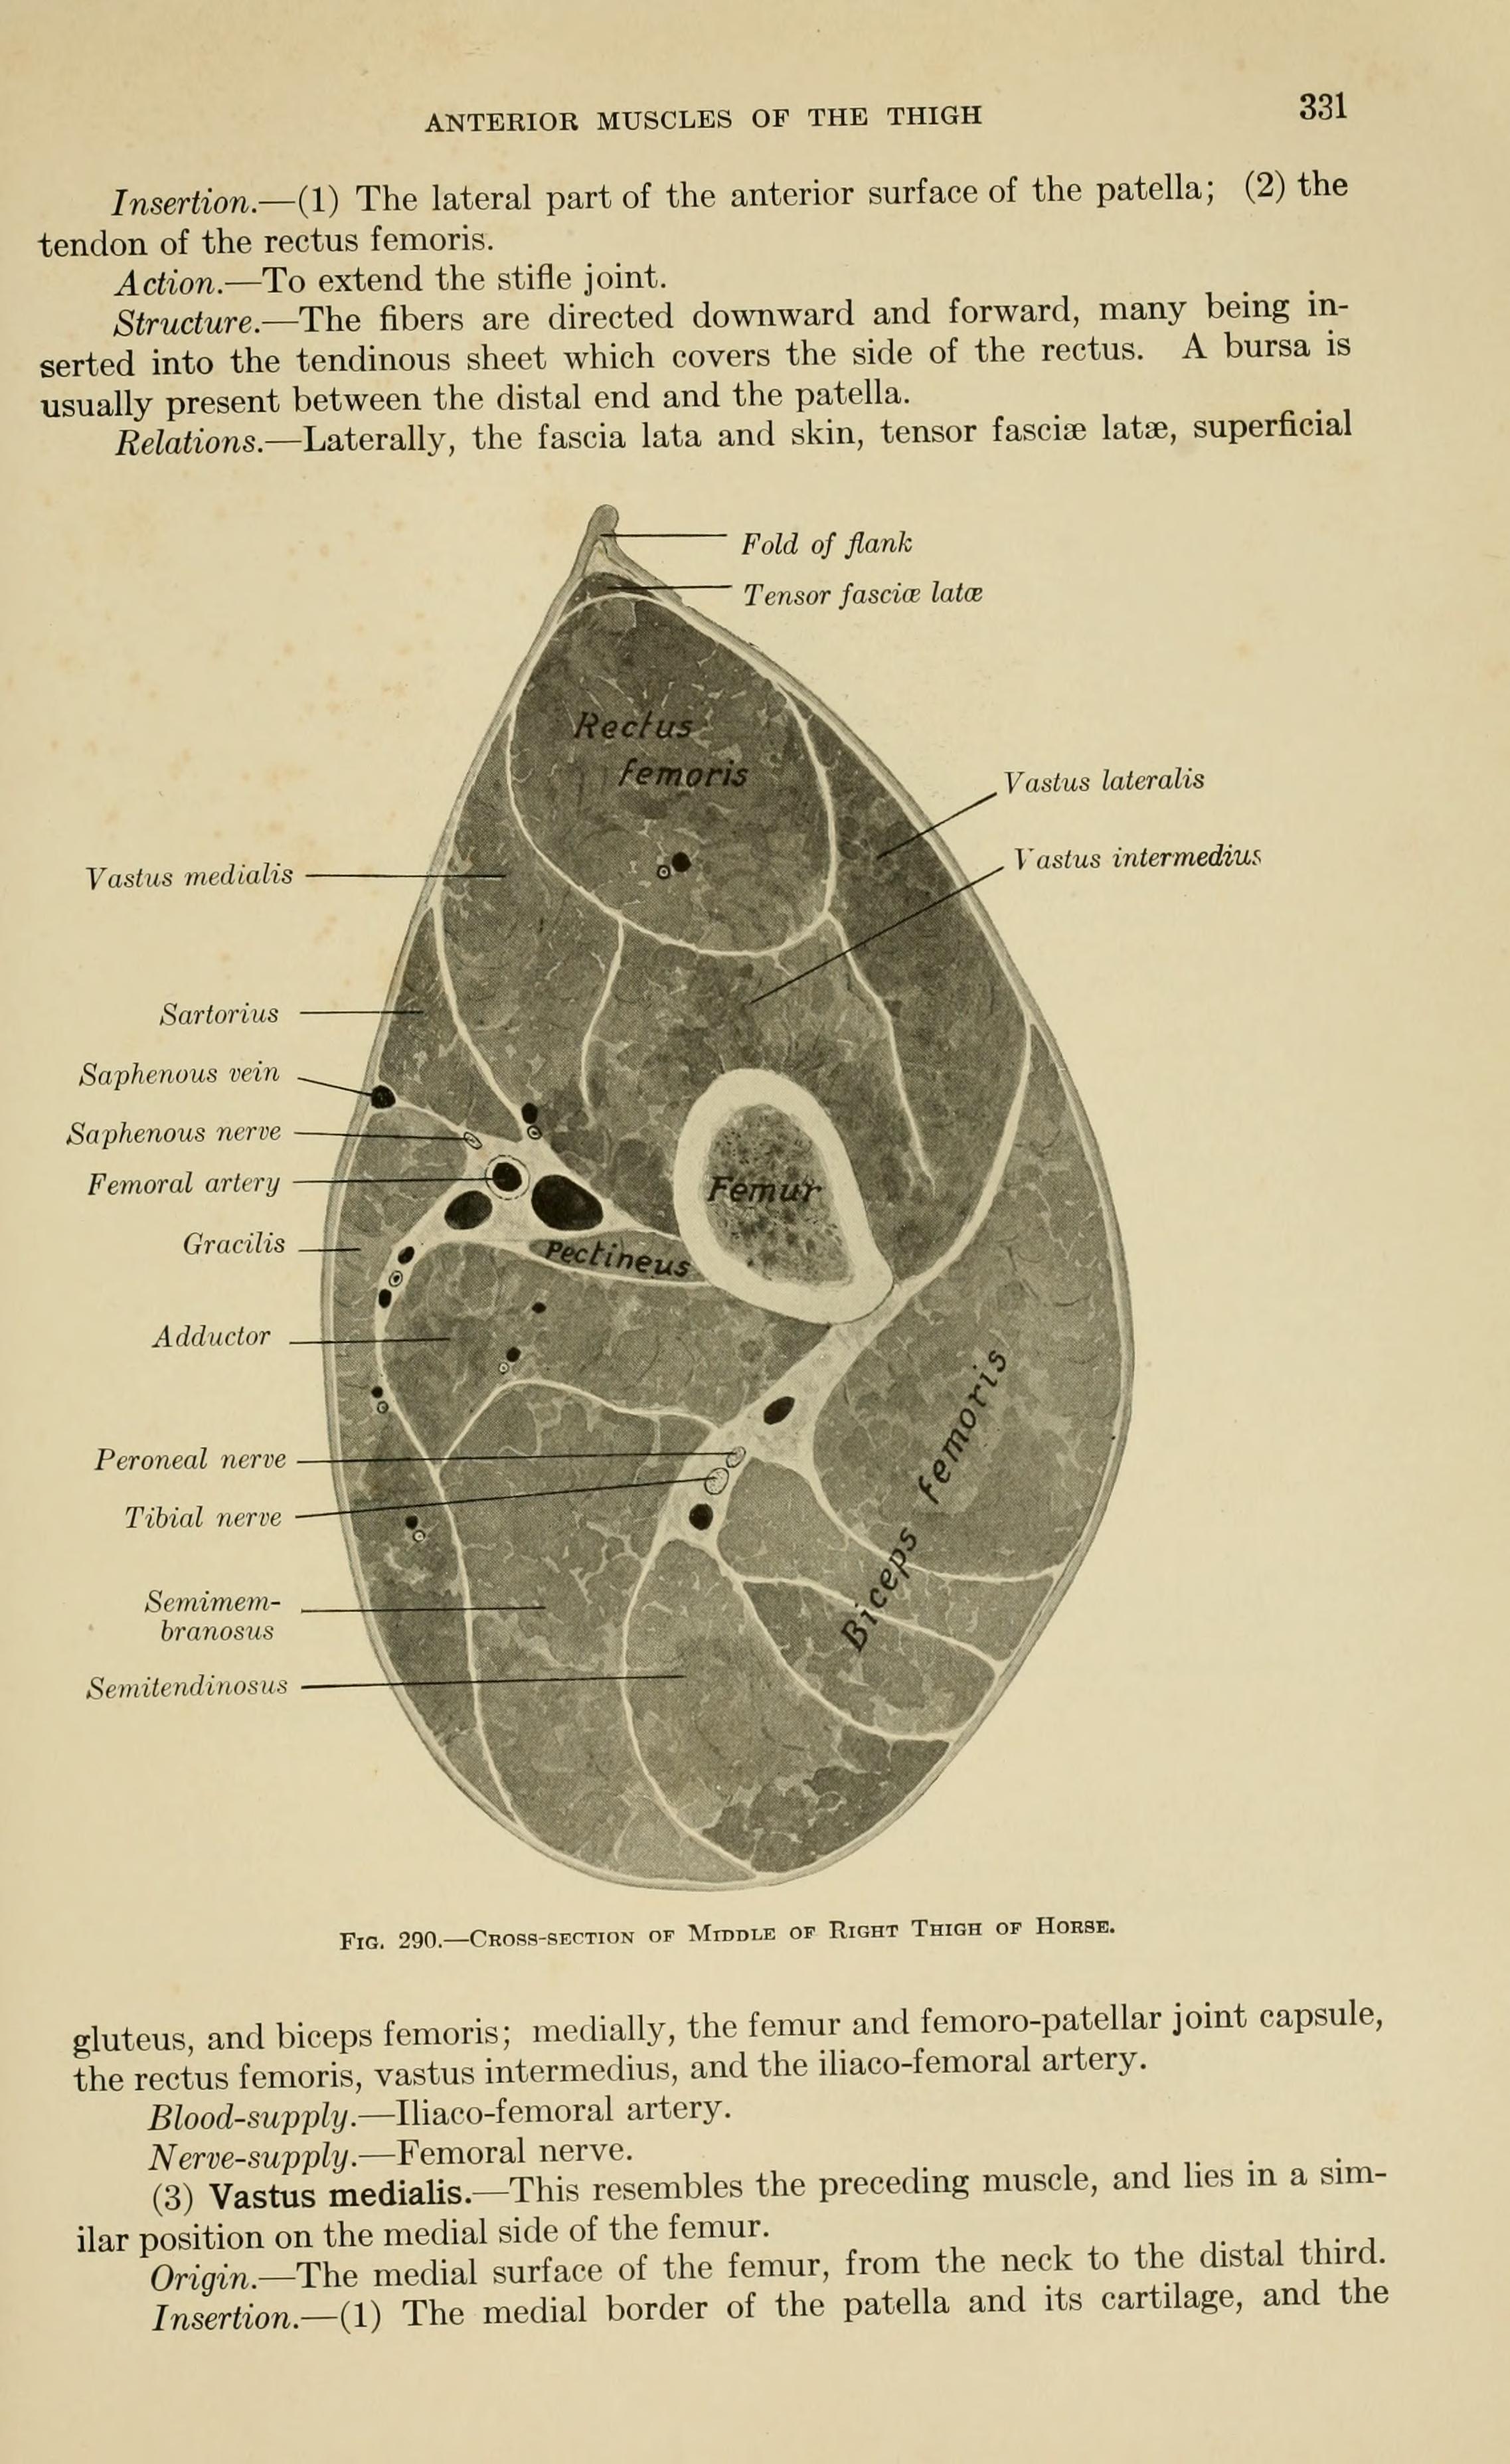 ANTERIOR MUSCLES OF THE THIGH
331
Insertion.—(1) The lateral part of the anterior surface of the patella; (2) the
tendon of the rectus femoris.
Action.—To extend the stifle joint.
Structure.—The fibers are directed downward and forward, many being in-
serted into the tendinous sheet which covers the side of the rectus. A bursa is
usually present between the distal end and the patella.
Relations.—Laterally, the fascia lata and skin, tensor fasciæ latæ, superficial
Fold of flank
Tensor fasciæ latæ
Rectus
femoris
Vastus lateralis
Vastus intermedius
Vastus medialis
Sartorius
Saphenous vein
Saphenous nerve
Femoral artery
Femur
Gracilis
Pectineus
Adductor
Biceps femoris
Peroneal nerve
Tibial nerve
Semimem-
branosus
Semitendinosus
FIG. 290.—CROSS-SECTION OF MIDDLE OF RIGHT THIGH OF HORSE.
gluteus, and biceps femoris; medially, the femur and femoro-patellar joint capsule,
the rectus femoris, vastus intermedius, and the iliaco-femoral artery.
Blood-supply.—Iliaco-femoral artery.
Nerve-supply.—Femoral nerve.
(3) Vastus medialis.—This resembles the preceding muscle, and lies in a sim-
ilar position on the medial side of the femur.
Origin.—The medial surface of the femur, from the neck to the distal third.
Insertion.—(1) The medial border of the patella and its cartilage, and the